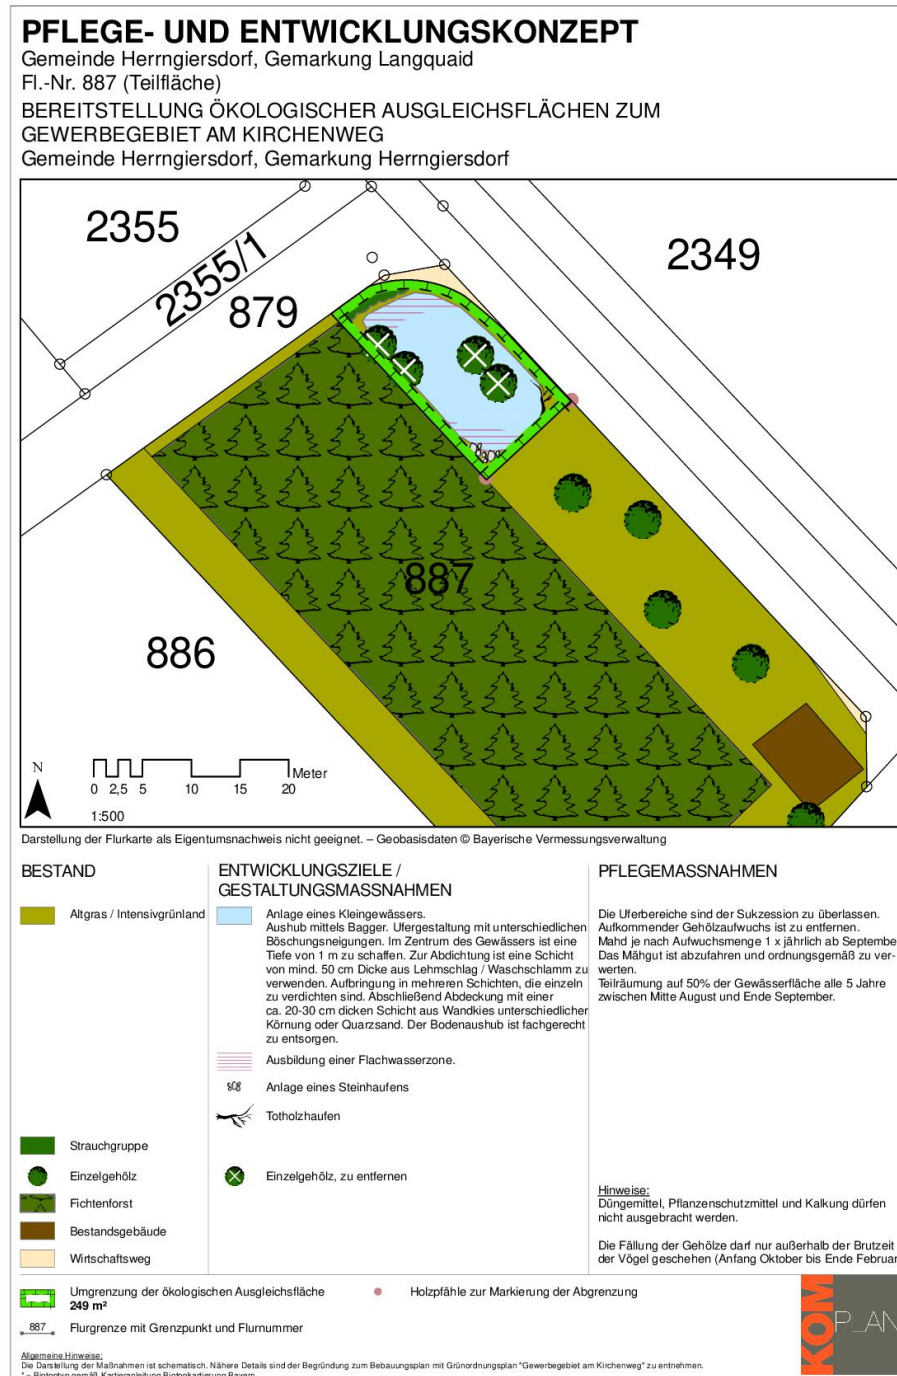 PFLEGE- UND ENTWICKLUNGSKONZEPT
Gemeinde Herrngiersdorf, Gemarkung Langquaid
Fl.-Nr. 887 (Teilfläche)
BEREITSTELLUNG ÖKOLOGISCHER AUSGLEICHSFLÄCHEN ZUM
GEWERBEGEBIET AM KIRCHENWEG
Gemeinde Herrngiersdorf, Gemarkung Herrngiersdorf
2355
2355/1
2349
879
887
886
N
0 2,5 5 10 15 20 Meter
1:500
Darstellung der Flurkarte als Eigentumsnachweis nicht geeignet. – Geobasisdaten © Bayerische Vermessungsverwaltung
BESTAND
Altgras / Intensivgrünland
Strauchgruppe
Einzelgehölz
Fichtenforst
Bestandsgebäude
Wirtschaftsweg
ENTWICKLUNGSZIELE /
GESTALTUNGSMASSNAHMEN
Anlage eines Kleingewässers.
Aushub mittels Bagger. Ufergestaltung mit unterschiedlichen
Böschungsneigungen. Im Zentrum des Gewässers ist eine
Tiefe von 1 m zu schaffen. Zur Abdichtung ist eine Schicht
von mind. 50 cm Dicke aus Lehmschlag / Waschschlamm zu
verwenden. Aufbringung in mehreren Schichten, die einzeln
zu verdichten sind. Abschließend Abdeckung mit einer
ca. 20-30 cm dicken Schicht aus Wandkies unterschiedlicher
Körnung oder Quarzsand. Der Bodenaushub ist fachgerecht
zu entsorgen.
Ausbildung einer Flachwasserzone.
Anlage eines Steinhaufens
Totholzhaufen
Einzelgehölz, zu entfernen
PFLEGEMASSNAHMEN
Die Uferbereiche sind der Sukzession zu überlassen.
Aufkommender Gehölzaufwuchs ist zu entfernen.
Mahd je nach Aufwuchsmenge 1 x jährlich ab Septembe
Das Mähgut ist abzufahren und ordnungsgemäß zu ver-
werten.
Teilräumung auf 50% der Gewässerfläche alle 5 Jahre
zwischen Mitte August und Ende September.
Hinweise:
Düngemittel, Pflanzenschutzmittel und Kalkung dürfen
nicht ausgebracht werden.
Die Fällung der Gehölze darf nur außerhalb der Brutzeit
der Vögel geschehen (Anfang Oktober bis Ende Februar
Umgrenzung der ökologischen Ausgleichsfläche
249 m²
Holzpfähle zur Markierung der Abgrenzung
887 Flurgrenze mit Grenzpunkt und Flurnummer
KOM
PLAN
Allgemeine Hinweise:
Die Darstellung der Maßnahmen ist schematisch. Nähere Details sind der Begründung zum Bebauungsplan mit Grünordnungsplan "Gewerbegebiet am Kirchenweg" zu entnehmen.
* = Biotoptyp gemäß Kartieranleitung Biotopkartierung Bayern